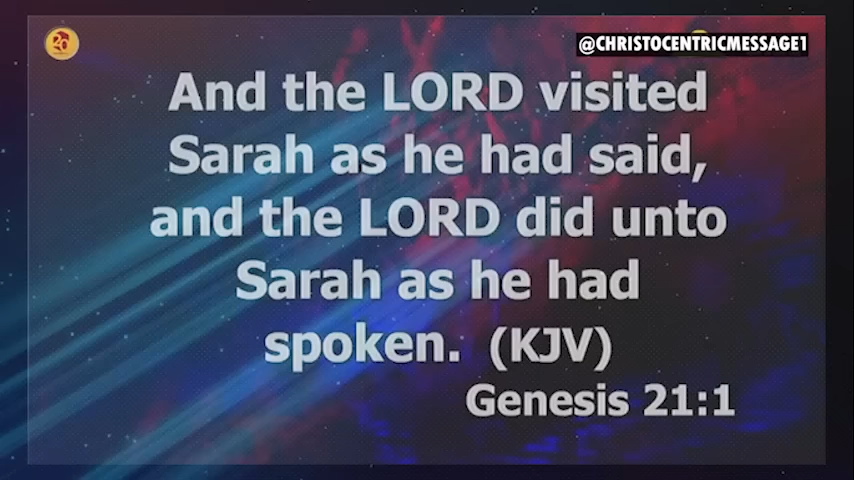 20
@CHRISTOCENTRICMESSAGE1
And the LORD visited
Sarah as he had said,
and the LORD did unto
Sarah as he had
spoken. (KJV)
Genesis 21:1